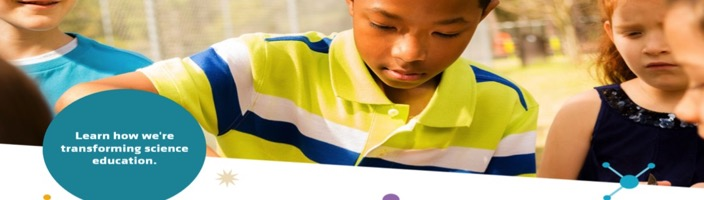 Learn how we're
transforming science
education.